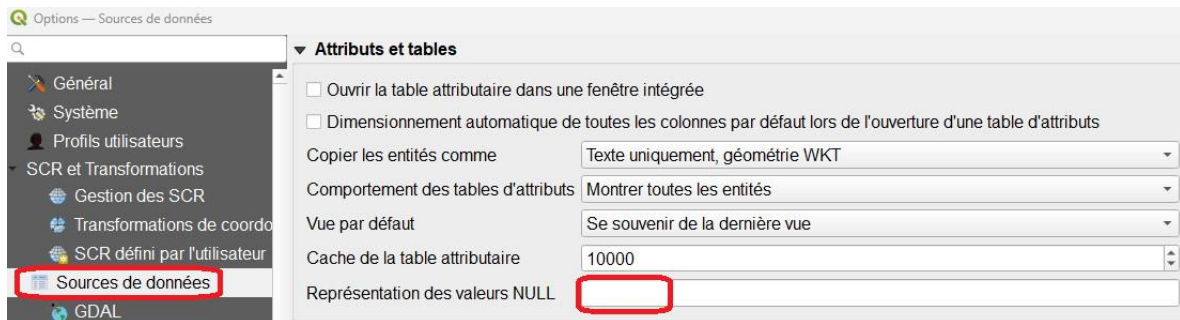 Options — Sources de données
Général
Système
Profils utilisateurs
SCR et Transformations
Gestion des SCR
Transformations de coordo
SCR défini par l'utilisateur
Sources de données
GDAL
Attributs et tables
Ouvrir la table attributaire dans une fenêtre intégrée
Dimensionnement automatique de toutes les colonnes par défaut lors de l'ouverture d'une table d'attributs
Copier les entités comme Texte uniquement, géométrie WKT
Comportement des tables d'attributs Montrer toutes les entités
Vue par défaut Se souvenir de la dernière vue
Cache de la table attributaire 10000
Représentation des valeurs NULL